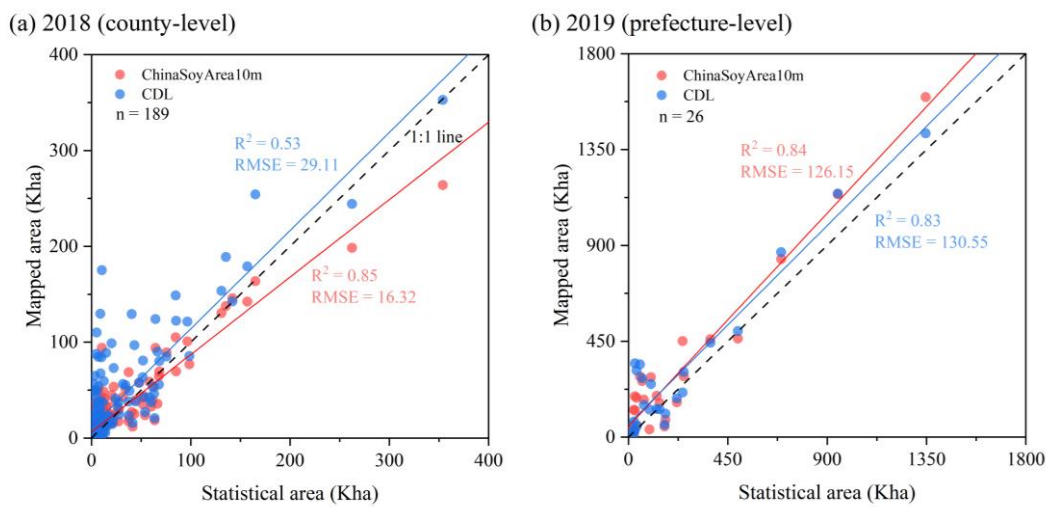 (a) 2018 (county-level)
400
300
200
100
0
0
100
200
300
400
Mapped area (Kha)
Statistical area (Kha)
ChinaSoyArea10m
CDL
n = 189
R² = 0.53
RMSE = 29.11
1:1 line
R² = 0.85
RMSE = 16.32
(b) 2019 (prefecture-level)
1800
1350
900
450
0
0
450
900
1350
1800
Mapped area (Kha)
Statistical area (Kha)
ChinaSoyArea10m
CDL
n = 26
R² = 0.84
RMSE = 126.15
R² = 0.83
RMSE = 130.55